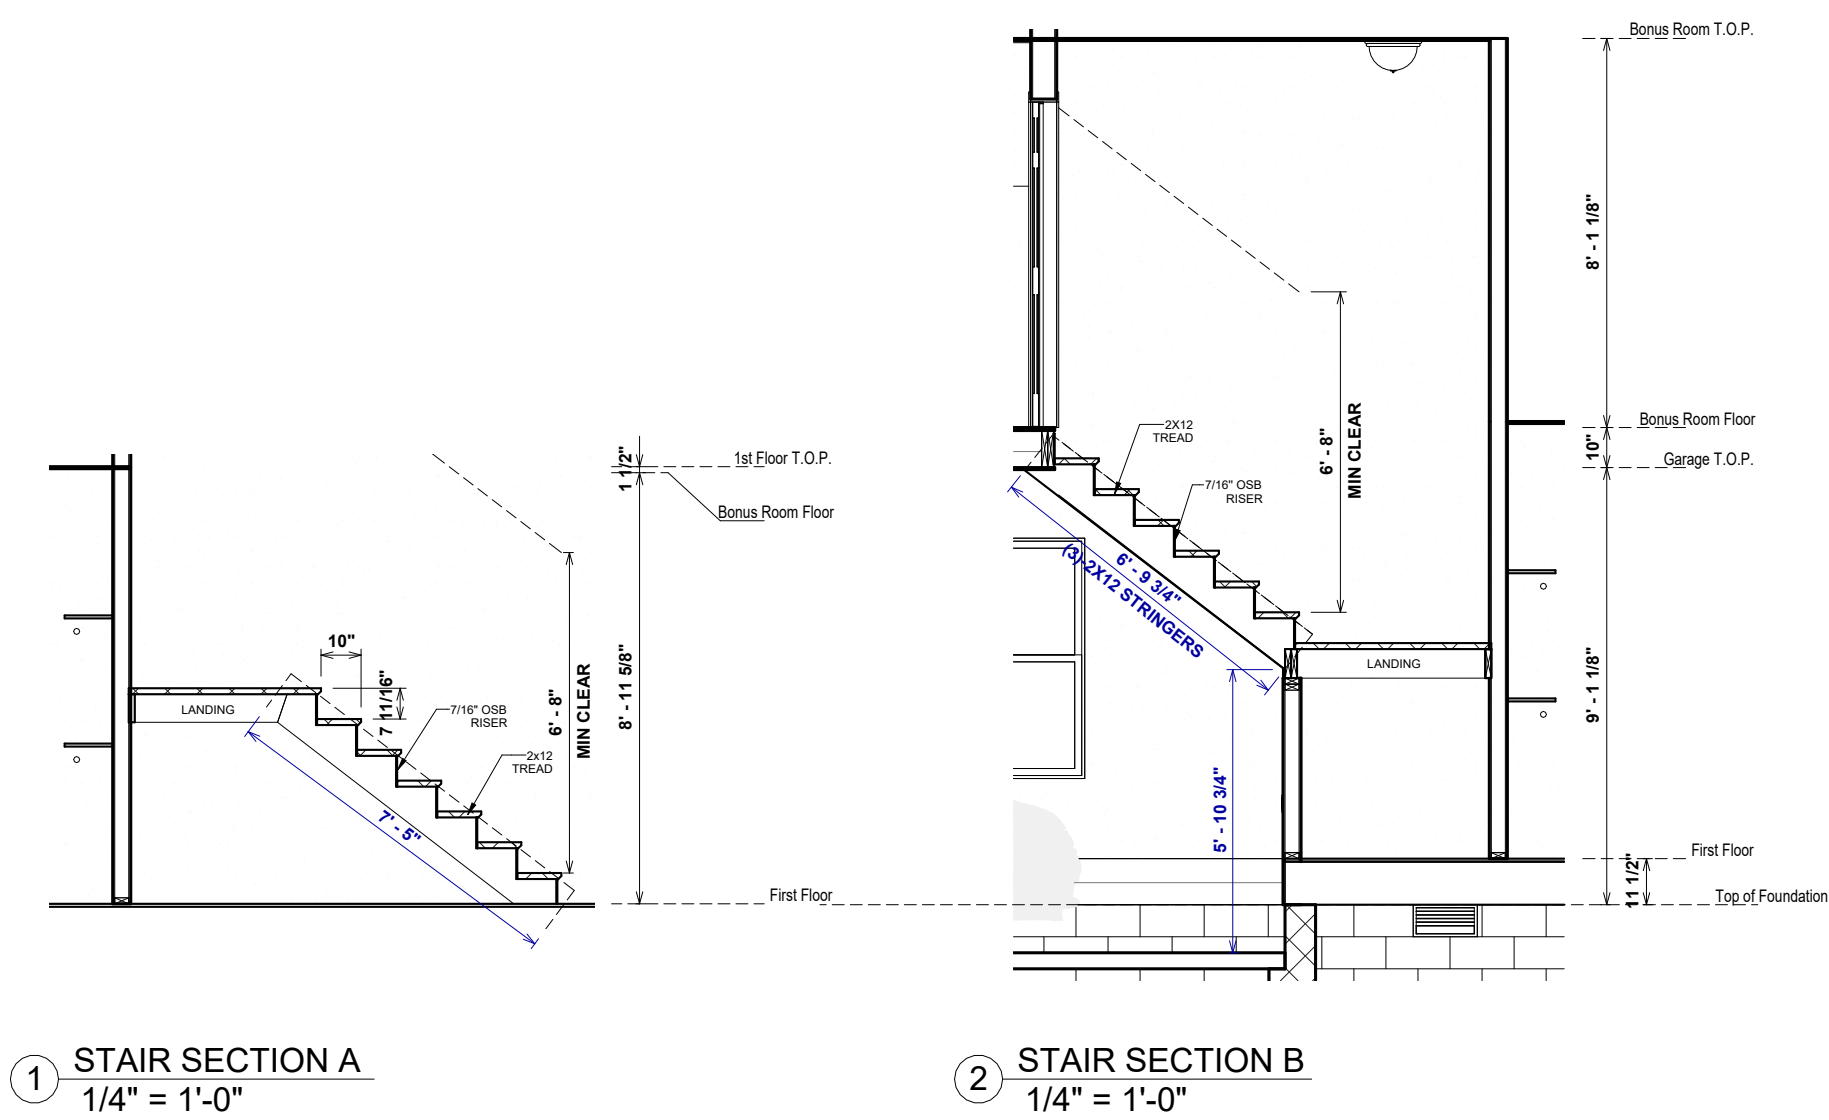 1st Floor T.O.P.
1 1/2"
Bonus Room Floor
10"
7 11/16"
LANDING
7/16" OSB
RISER
2x12
TREAD
6' - 8"
MIN CLEAR
8' - 11 5/8"
7' - 5"
First Floor
1
STAIR SECTION A
1/4" = 1'-0"
Bonus Room T.O.P.
8' - 1 1/8"
Bonus Room Floor
10"
Garage T.O.P.
2X12
TREAD
7/16" OSB
RISER
6' - 8"
MIN CLEAR
6' - 9 3/4"
(3)-2X12 STRINGERS
LANDING
9' - 1 1/8"
5' - 10 3/4"
First Floor
11 1/2"
Top of Foundation
2
STAIR SECTION B
1/4" = 1'-0"